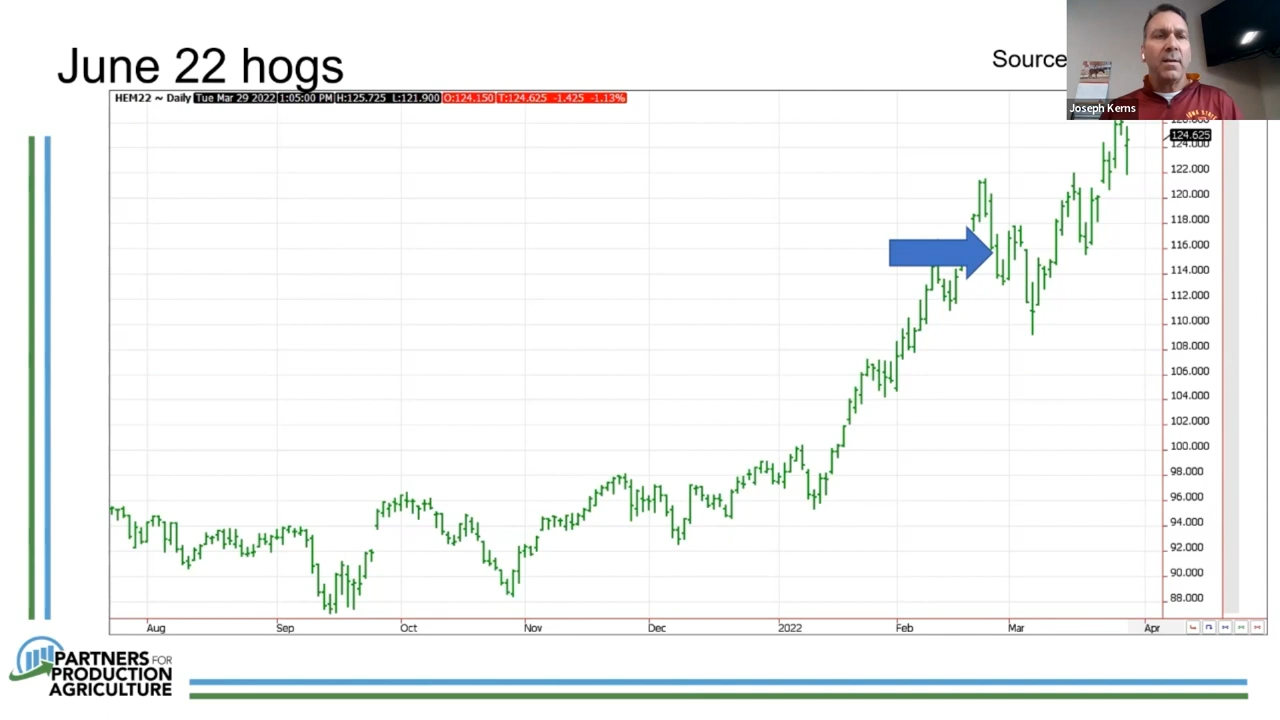 June 22 hogs
Source
Joseph Kerns
HEM22 ~ Daily Tue Mar 29 2022 1:05:00 PM H:125.725 L:121.900 O:124.150 T:124.625 -1.425 -1.13%
124.625
124.000
122.000
120.000
118.000
116.000
114.000
112.000
110.000
108.000
106.000
104.000
102.000
100.000
98.000
96.000
94.000
92.000
90.000
88.000
Aug Sep Oct Nov Dec 2022 Feb Mar Apr
PARTNERS FOR
PRODUCTION
AGRICULTURE